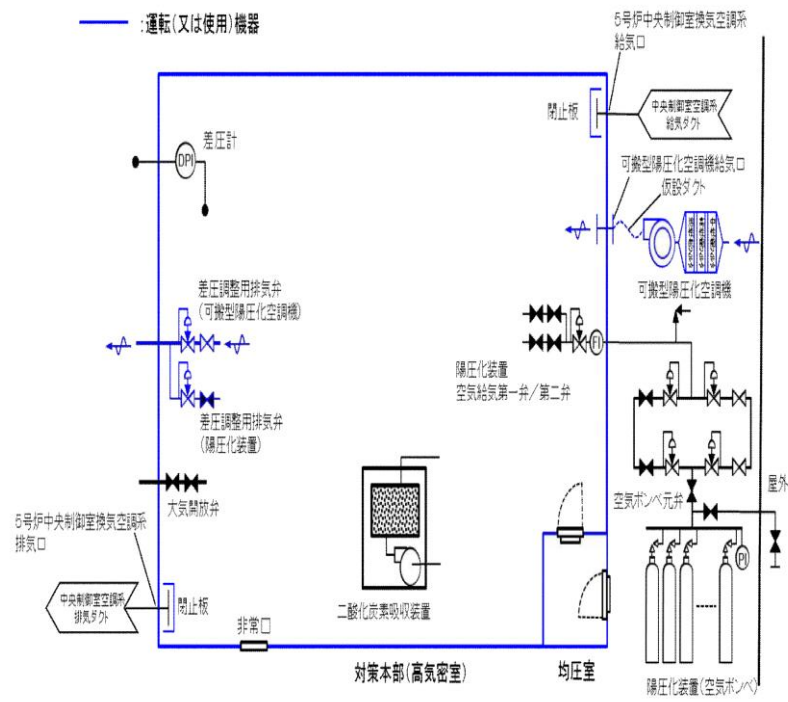 :運転(又は使用)機器
5号炉中央制御室換気空調系
給気口
閉止板
中央制御室空調系
給気ダクト
差圧計
DPI
可搬型陽圧化空調機給気口
仮設ダクト
可搬型陽圧化空調機
差圧調整用排気弁
(可搬型陽圧化空調機)
FI
陽圧化装置
空気給気第一弁/第二弁
差圧調整用排気弁
(陽圧化装置)
大気開放弁
空気ボンベ元弁
屋外
5号炉中央制御室換気空調系
排気口
PI
中央制御室空調系
排気ダクト
閉止板
二酸化炭素吸収装置
非常口
対策本部(高気密室)
均圧室
陽圧化装置(空気ボンベ)